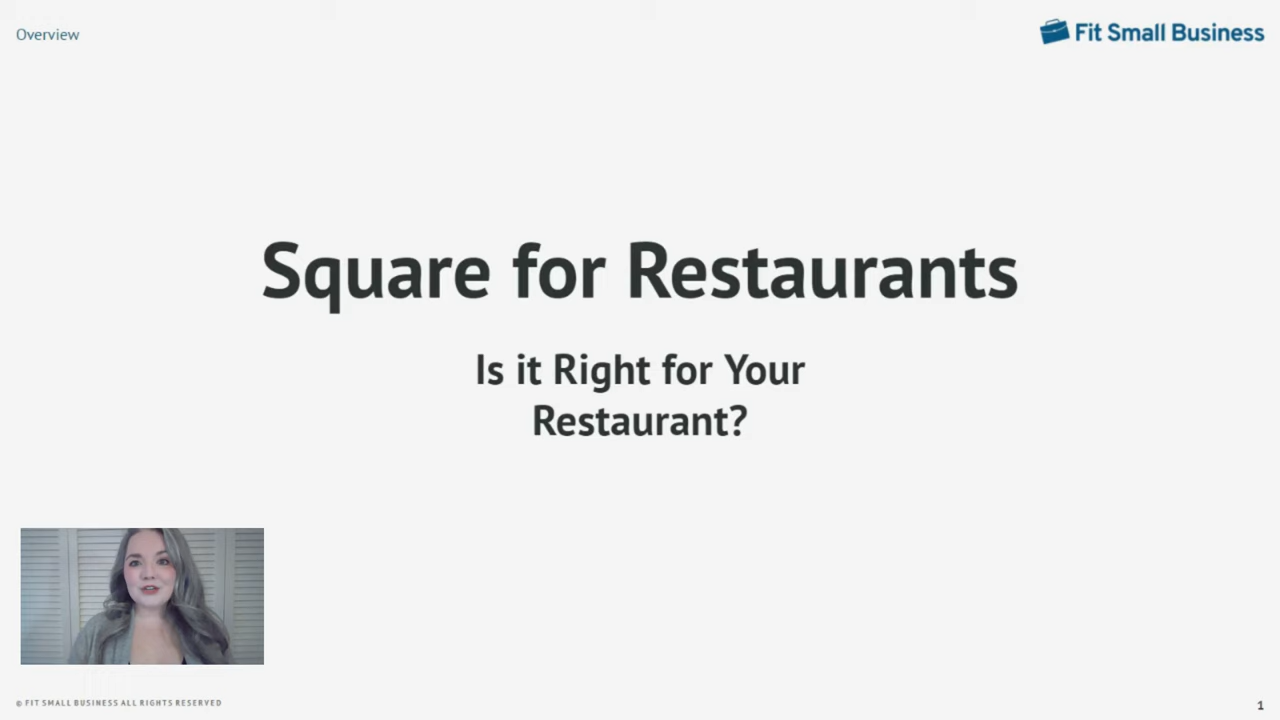 Overview
Fit Small Business
Square for Restaurants
Is it Right for Your
Restaurant?
© FIT SMALL BUSINESS ALL RIGHTS RESERVED
1